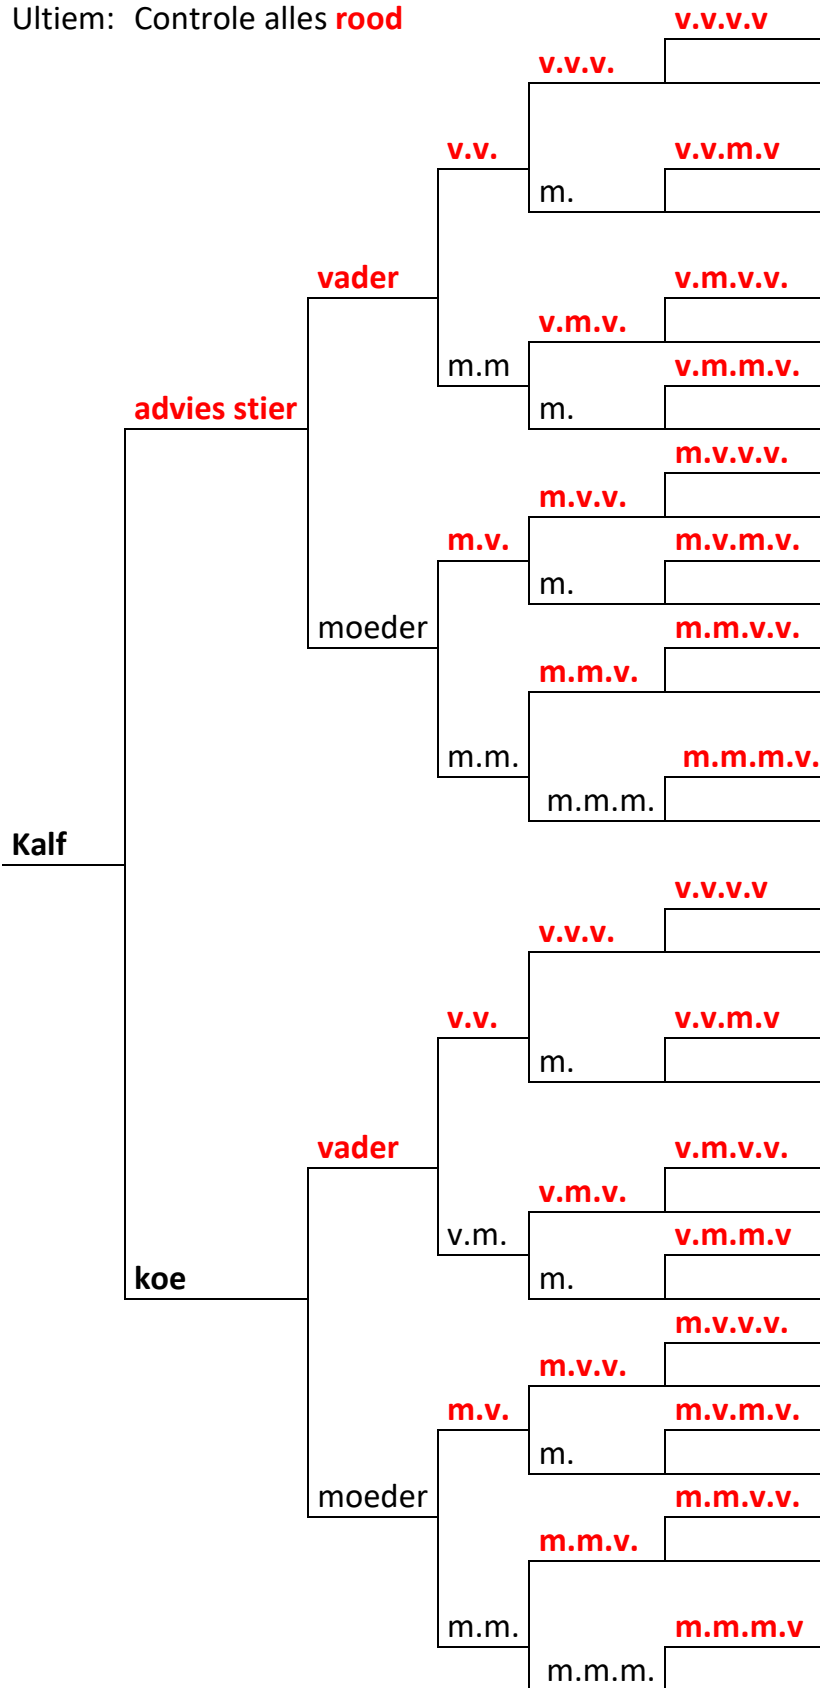 Ultiem: Controle alles rood
v.v.v.v
v.v.v.
v.v.
v.v.m.v
m.
vader
v.m.v.v.
v.m.v.
m.m
v.m.m.v.
advies stier
m.
m.v.v.v.
m.v.v.
m.v.
m.v.m.v.
m.
moeder
m.m.v.v.
m.m.v.
m.m.
m.m.m.v.
m.m.m.
Kalf
v.v.v.v
v.v.v.
v.v.
v.v.m.v
m.
vader
v.m.v.v.
v.m.v.
v.m.
v.m.m.v
koe
m.
m.v.v.v.
m.v.v.
m.v.
m.v.m.v.
m.
moeder
m.m.v.v.
m.m.v.
m.m.
m.m.m.v
m.m.m.